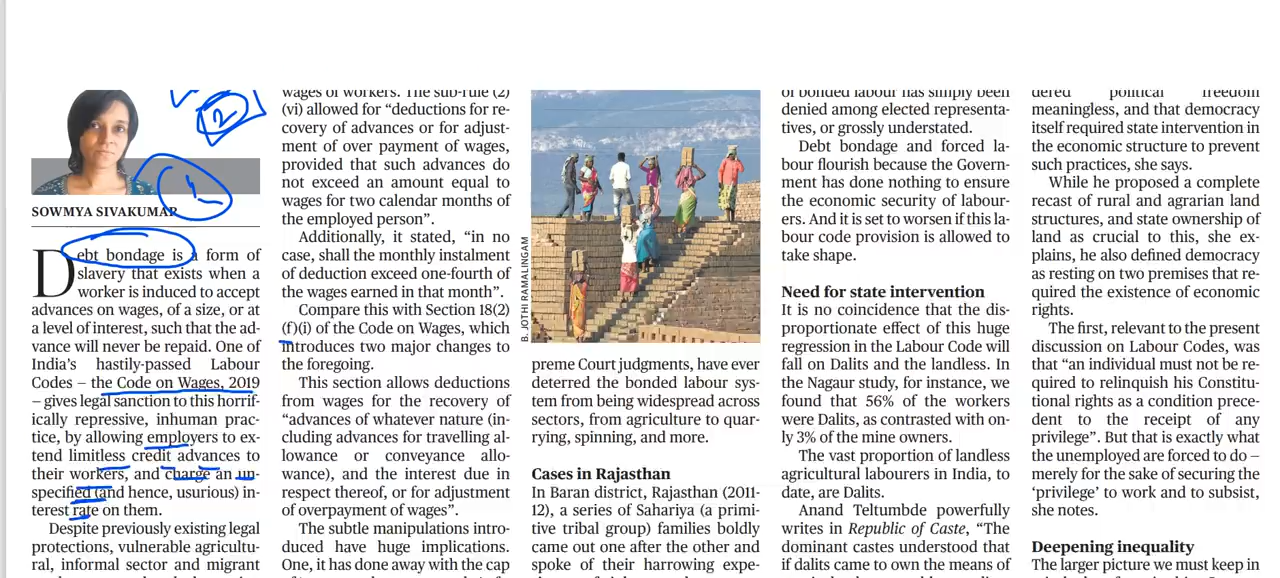 2
1
SOWMYA SIVAKUMAR
Debt bondage is a form of
slavery that exists when a
worker is induced to accept
advances on wages, of a size, or at
a level of interest, such that the ad-
vance will never be repaid. One of
India's hastily-passed Labour
Codes – the Code on Wages, 2019
– gives legal sanction to this horrif-
ically repressive, inhuman prac-
tice, by allowing employers to ex-
tend limitless credit advances to
their workers, and charge an un-
specified (and hence, usurious) in-
terest rate on them.
Despite previously existing legal
protections, vulnerable agricultu-
ral, informal sector and migrant
wages of workers. The sub-rule (2)
(vi) allowed for "deductions for re-
covery of advances or for adjust-
ment of over payment of wages,
provided that such advances do
not exceed an amount equal to
wages for two calendar months of
the employed person".
Additionally, it stated, "in no
case, shall the monthly instalment
of deduction exceed one-fourth of
the wages earned in that month".
Compare this with Section 18(2)
(f)(i) of the Code on Wages, which
introduces two major changes to
the foregoing.
This section allows deductions
from wages for the recovery of
"advances of whatever nature (in-
cluding advances for travelling al-
lowance or conveyance allo-
wance), and the interest due in
respect thereof, or for adjustment
of overpayment of wages".
The subtle manipulations intro-
duced have huge implications.
One, it has done away with the cap
B. JOTHI RAMALINGAM
preme Court judgments, have ever
deterred the bonded labour sys-
tem from being widespread across
sectors, from agriculture to quar-
rying, spinning, and more.
Cases in Rajasthan
In Baran district, Rajasthan (2011-
12), a series of Sahariya (a primi-
tive tribal group) families boldly
came out one after the other and
spoke of their harrowing expe-
of bonded labour has simply been
denied among elected representa-
tives, or grossly understated.
Debt bondage and forced la-
bour flourish because the Govern-
ment has done nothing to ensure
the economic security of labour-
ers. And it is set to worsen if this la-
bour code provision is allowed to
take shape.
Need for state intervention
It is no coincidence that the dis-
proportionate effect of this huge
regression in the Labour Code will
fall on Dalits and the landless. In
the Nagaur study, for instance, we
found that 56% of the workers
were Dalits, as contrasted with on-
ly 3% of the mine owners.
The vast proportion of landless
agricultural labourers in India, to
date, are Dalits.
Anand Teltumbde powerfully
writes in Republic of Caste, "The
dominant castes understood that
if dalits came to own the means of
dered political freedom
meaningless, and that democracy
itself required state intervention in
the economic structure to prevent
such practices, she says.
While he proposed a complete
recast of rural and agrarian land
structures, and state ownership of
land as crucial to this, she ex-
plains, he also defined democracy
as resting on two premises that re-
quired the existence of economic
rights.
The first, relevant to the present
discussion on Labour Codes, was
that "an individual must not be re-
quired to relinquish his Constitu-
tional rights as a condition prece-
dent to the receipt of any
privilege". But that is exactly what
the unemployed are forced to do –
merely for the sake of securing the
'privilege' to work and to subsist,
she notes.
Deepening inequality
The larger picture we must keep in